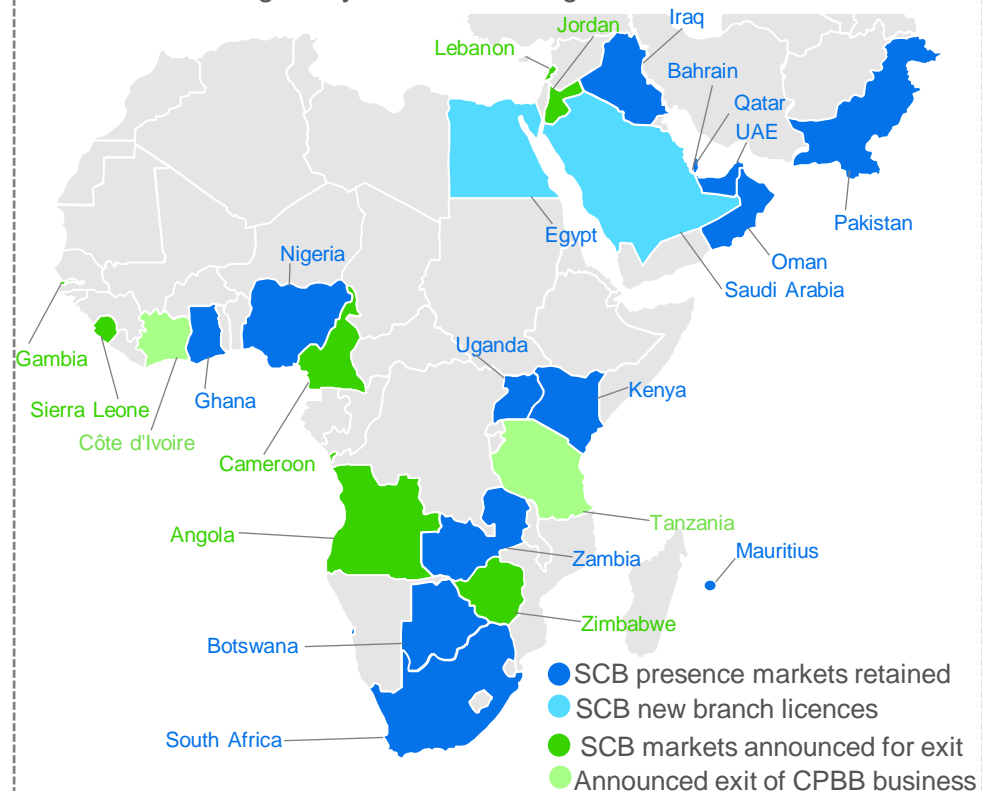 Iraq
Jordan
Lebanon
Bahrain
Qatar
UAE
Pakistan
Egypt
Oman
Saudi Arabia
Nigeria
Uganda
Gambia
Kenya
Ghana
Sierra Leone
Côte d'Ivoire
Cameroon
Tanzania
Angola
Mauritius
Zambia
Zimbabwe
Botswana
South Africa
SCB presence markets retained
SCB new branch licences
SCB markets announced for exit
Announced exit of CPBB business